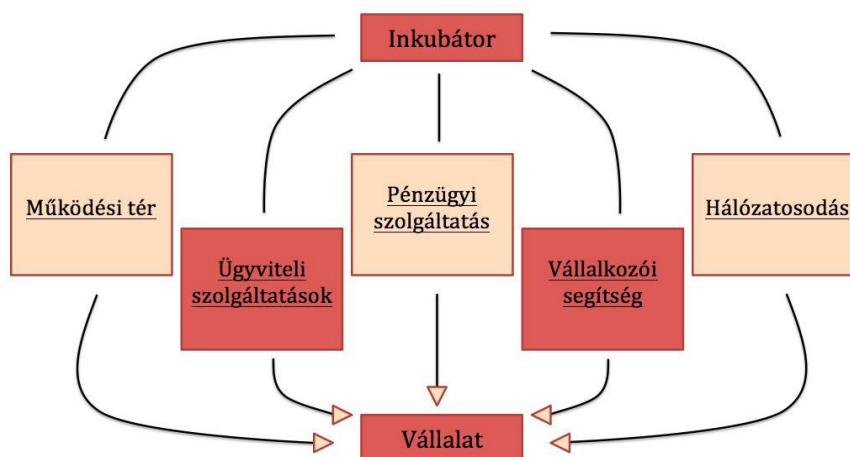 Inkubátor
Működési tér
Ügyviteli
szolgáltatások
Pénzügyi
szolgáltatás
Vállalkozói
segítség
Hálózatosodás
Vállalat